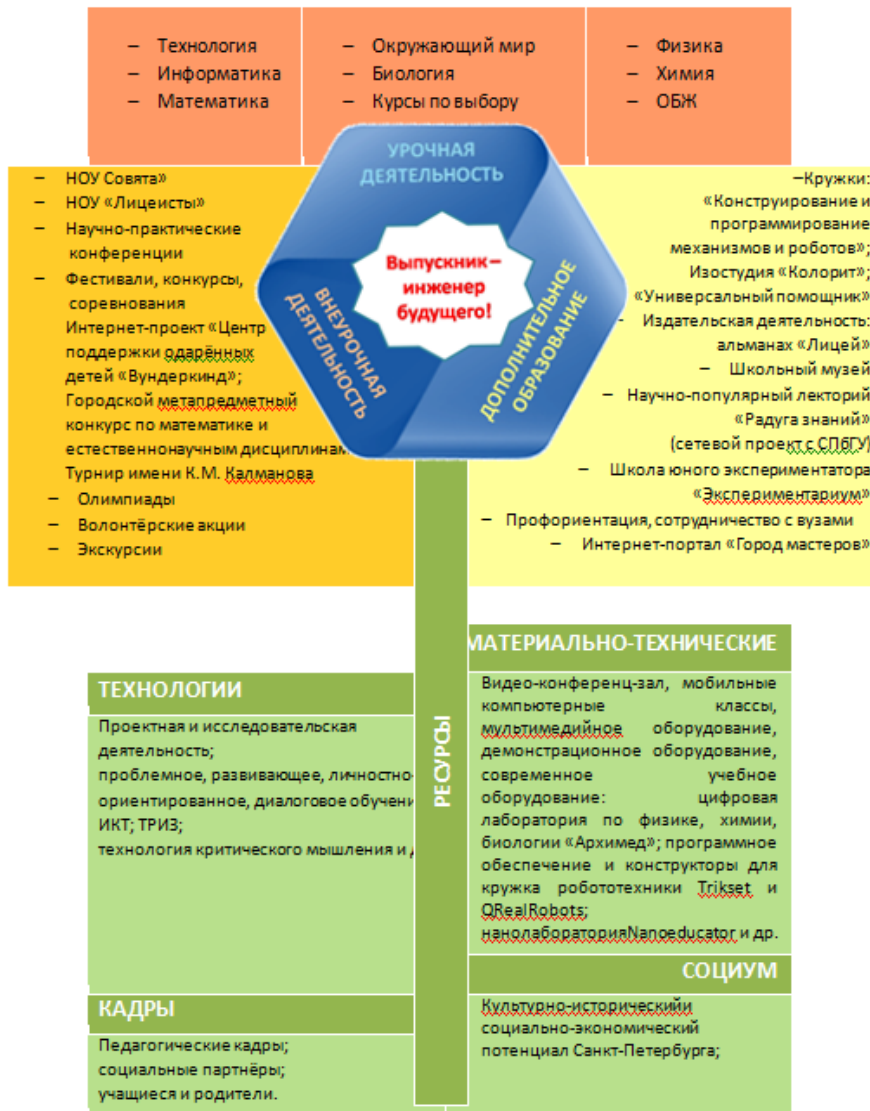 – Технология
– Информатика
– Математика
– Окружающий мир
– Биология
– Курсы по выбору
– Физика
– Химия
– ОБЖ
УРОЧНАЯ
ДЕЯТЕЛЬНОСТЬ
ВНЕУРОЧНАЯ
ДЕЯТЕЛЬНОСТЬ
ДОПОЛНИТЕЛЬНОЕ
ОБРАЗОВАНИЕ
Выпускник –
инженер
будущего!
– НОУ Совята»
– НОУ «Лицеисты»
– Научно-практические
конференции
– Фестивали, конкурсы,
соревнования
Интернет-проект «Центр
поддержки одарённых
детей «Вундеркинд»;
Городской метапредметный
конкурс по математике и
естественнонаучным дисциплинам
Турнир имени К.М. Калманова
– Олимпиады
– Волонтёрские акции
– Экскурсии
–Кружки:
«Конструирование и
программирование
механизмов и роботов»;
Изостудия «Колорит»;
«Универсальный помощник»
- Издательская деятельность:
альманах «Лицей»
– Школьный музей
– Научно-популярный лекторий
«Радуга знаний»
(сетевой проект с СПбГУ)
– Школа юного экспериментатора
«Экспериментариум»
– Профориентация, сотрудничество с вузами
– Интернет-портал «Город мастеров»
РЕСУРСЫ
ТЕХНОЛОГИИ
Проектная и исследовательская
деятельность;
проблемное, развивающее, личностно-
ориентированное, диалоговое обучени
ИКТ; ТРИЗ;
технология критического мышления и
КАДРЫ
Педагогические кадры;
социальные партнёры;
учащиеся и родители.
МАТЕРИАЛЬНО-ТЕХНИЧЕСКИЕ
Видео-конференц-зал, мобильные
компьютерные классы,
мультимедийное оборудование,
демонстрационное оборудование,
современное учебное
оборудование: цифровая
лаборатория по физике, химии,
биологии «Архимед»; программное
обеспечение и конструкторы для
кружка робототехники Trikset и
QRealRobots;
нанолабораторияNanoeducator и др.
СОЦИУМ
Культурно-историческийи
социально-экономический
потенциал Санкт-Петербурга;